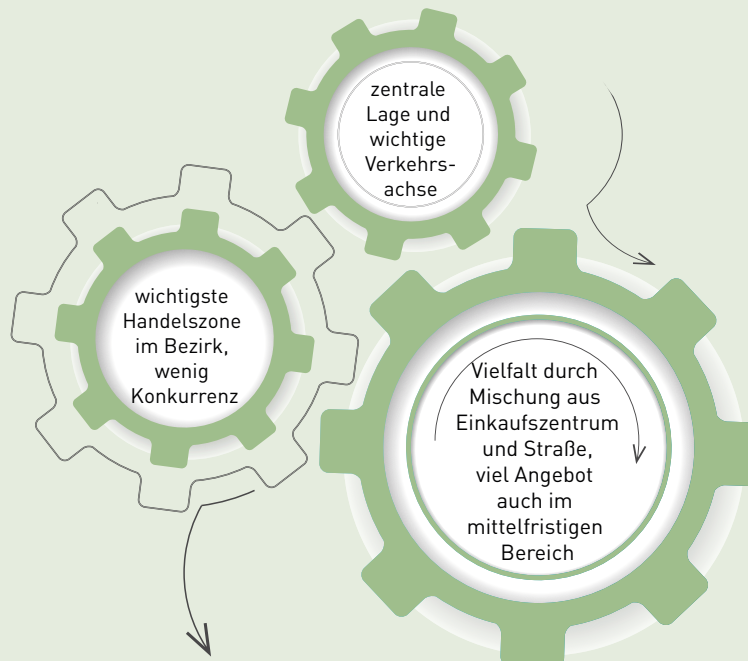 zentrale
Lage und
wichtige
Verkehrs-
achse
wichtigste
Handelszone
im Bezirk,
wenig
Konkurrenz
Vielfalt durch
Mischung aus
Einkaufszentrum
und Straße,
viel Angebot
auch im
mittelfristigen
Bereich